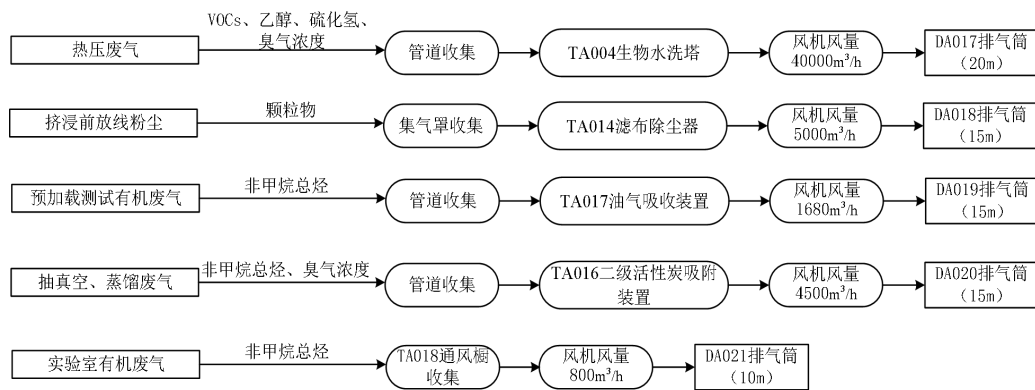 VOCs、乙醇、硫化氢、
臭气浓度
热压废气
管道收集
TA004生物水洗塔
风机风量
40000m³/h
DA017排气筒
（20m）
颗粒物
挤浸前放线粉尘
集气罩收集
TA014滤布除尘器
风机风量
5000m³/h
DA018排气筒
（15m）
非甲烷总烃
预加载测试有机废气
管道收集
TA017油气吸收装置
风机风量
1680m³/h
DA019排气筒
（15m）
非甲烷总烃、臭气浓度
抽真空、蒸馏废气
管道收集
TA016二级活性炭吸附
装置
风机风量
4500m³/h
DA020排气筒
（15m）
非甲烷总烃
实验室有机废气
TA018通风橱
收集
风机风量
800m³/h
DA021排气筒
（10m）